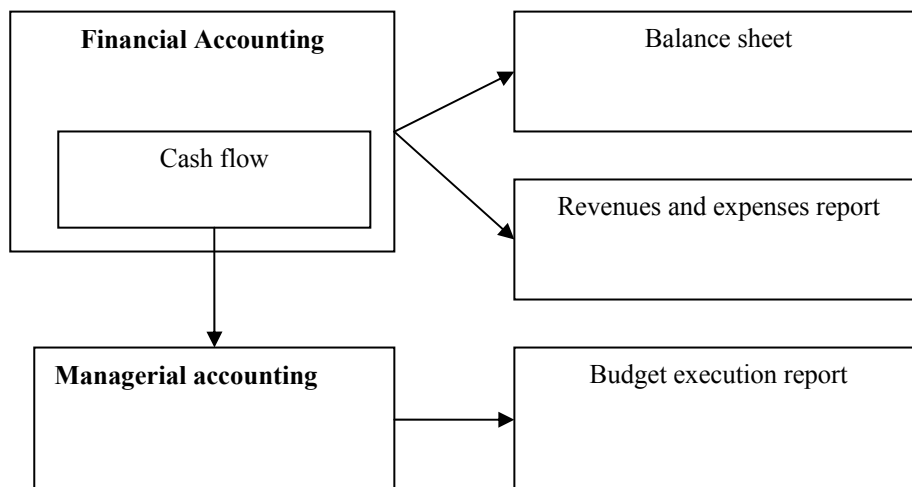 Financial Accounting
Balance sheet
Cash flow
Revenues and expenses report
Managerial accounting
Budget execution report